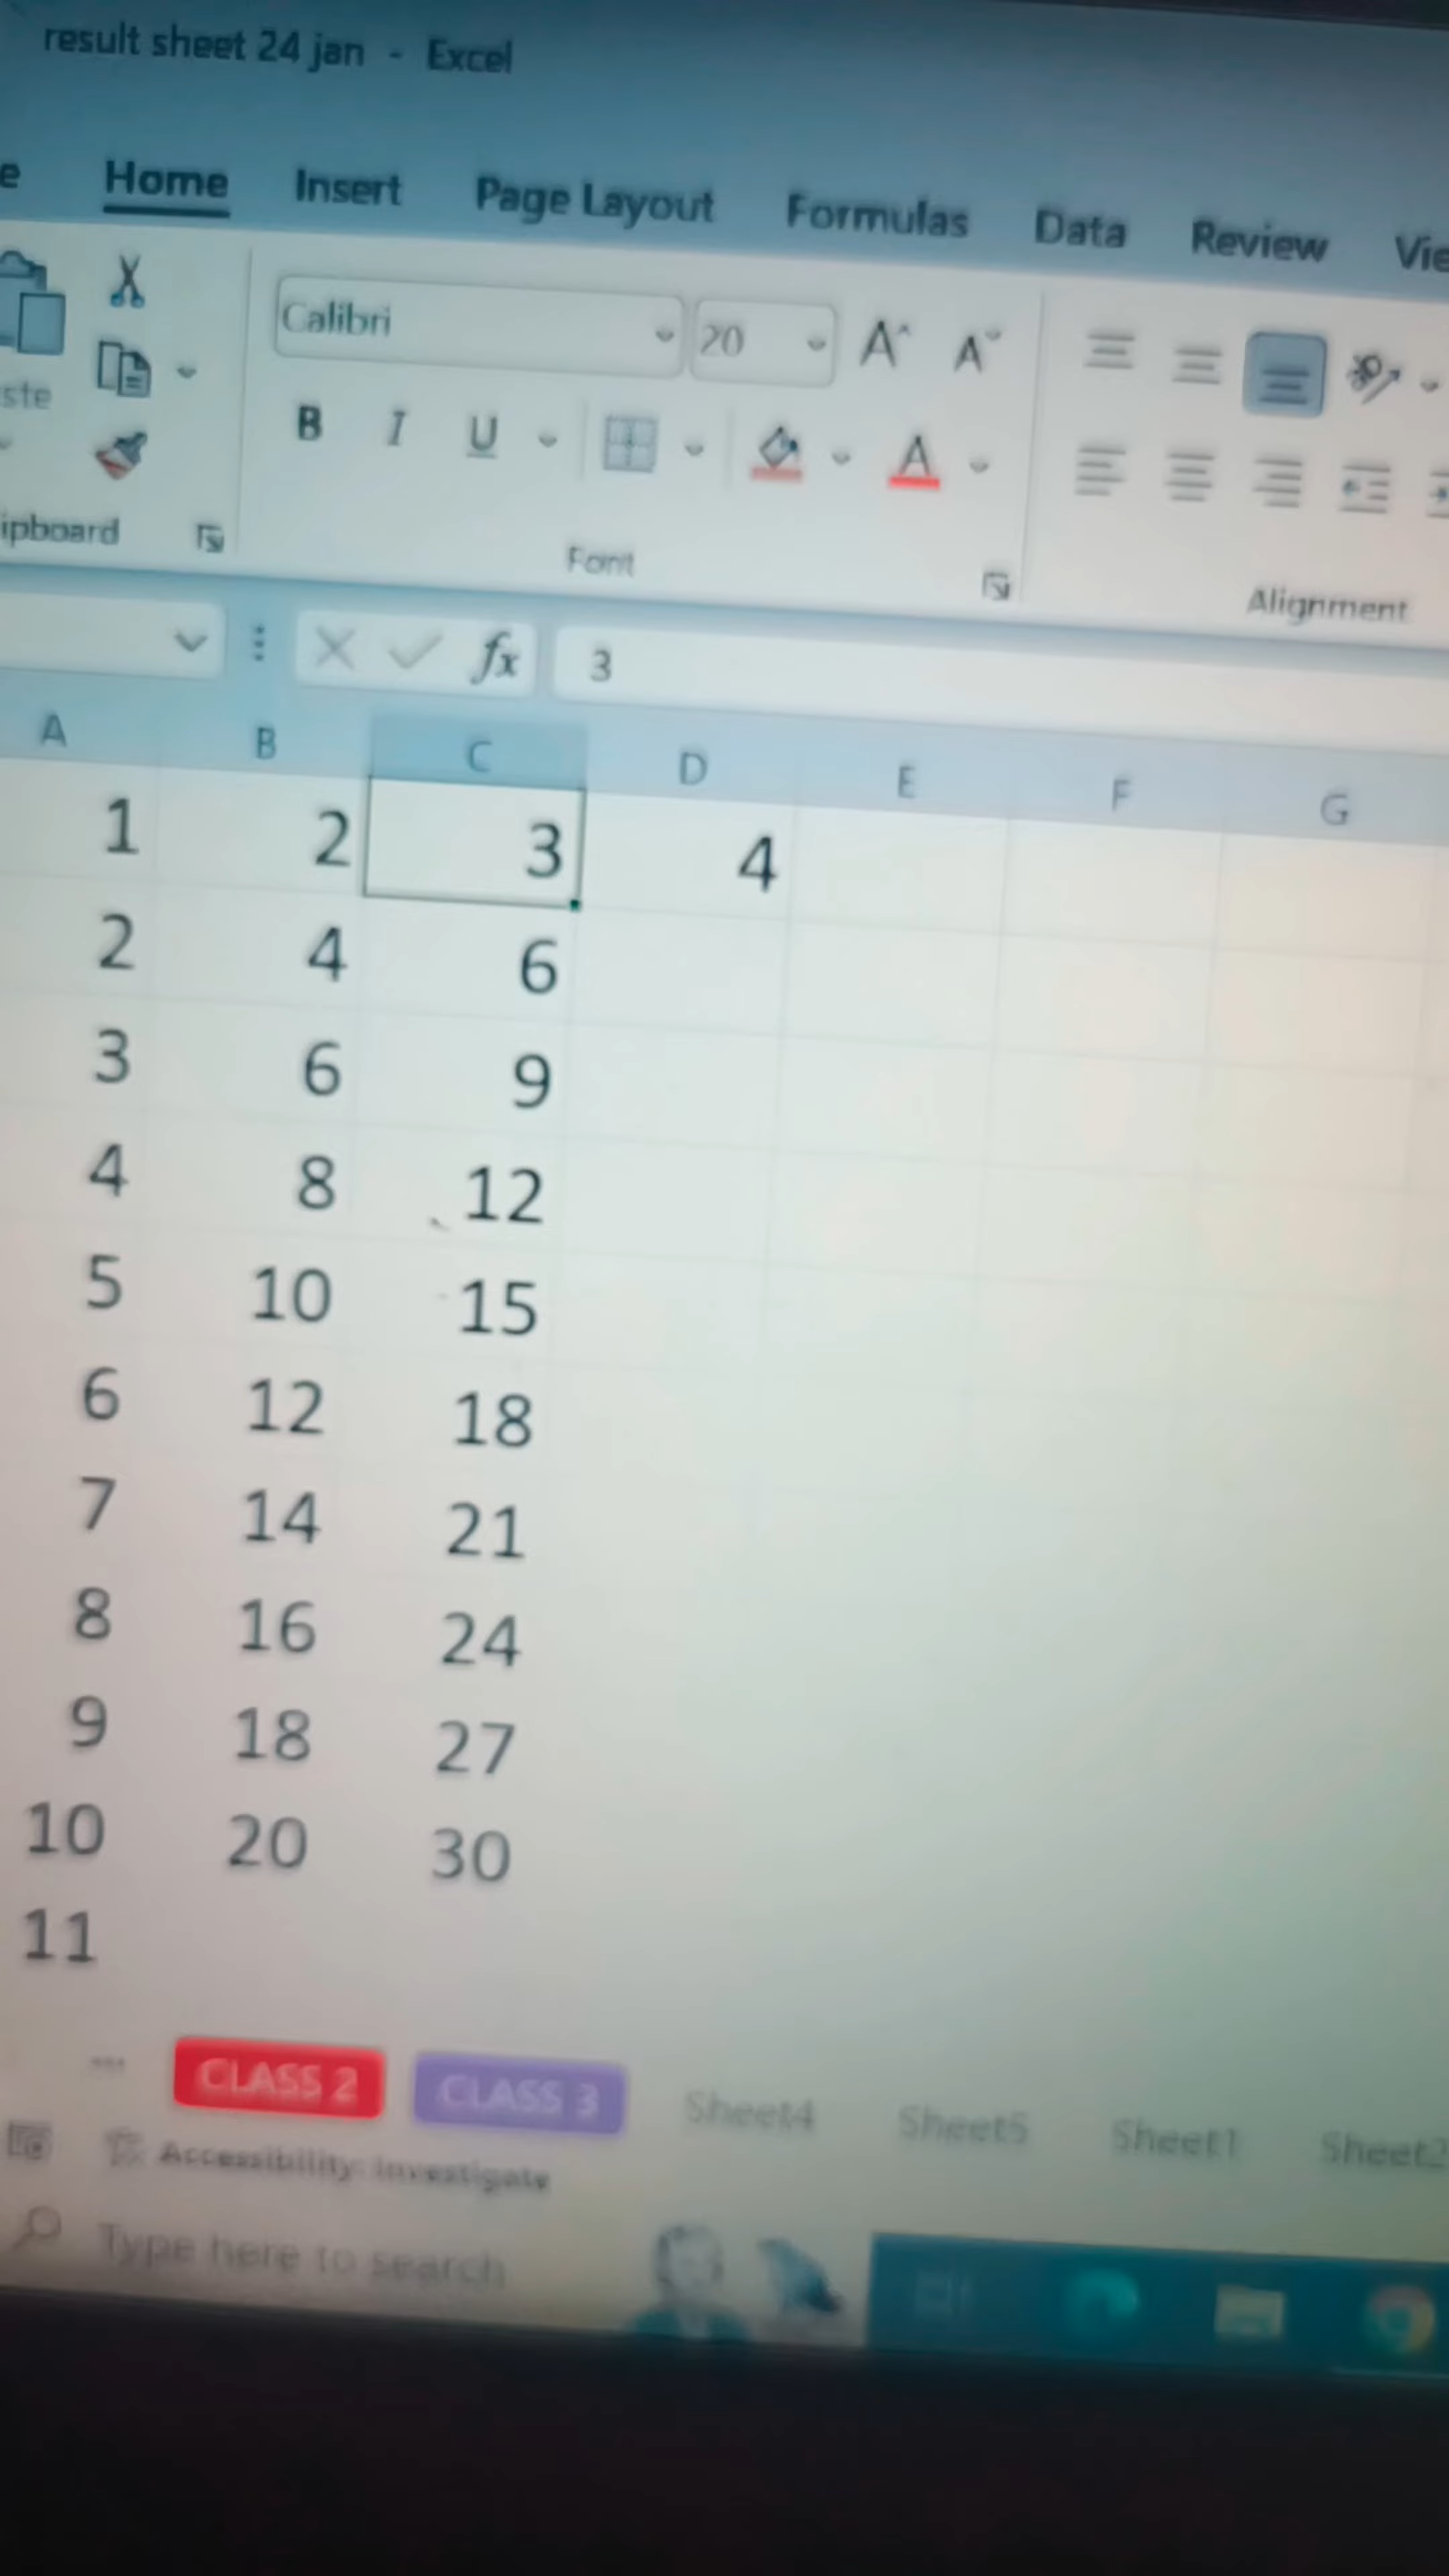 result sheet 24 jan - Excel
e Home Insert Page Layout Formulas Data Review Vie
Calibri 20 A A
ste B I U A
ipboard Font Alignment
fx 3
A B C D E F G
1 2 3 4
2 4 6
3 6 9
4 8 12
5 10 15
6 12 18
7 14 21
8 16 24
9 18 27
10 20 30
11
... CLASS 2 CLASS 3 Sheet4 Sheet5 Sheet1 Sheet2
Accessibility: Investigate
Type here to search